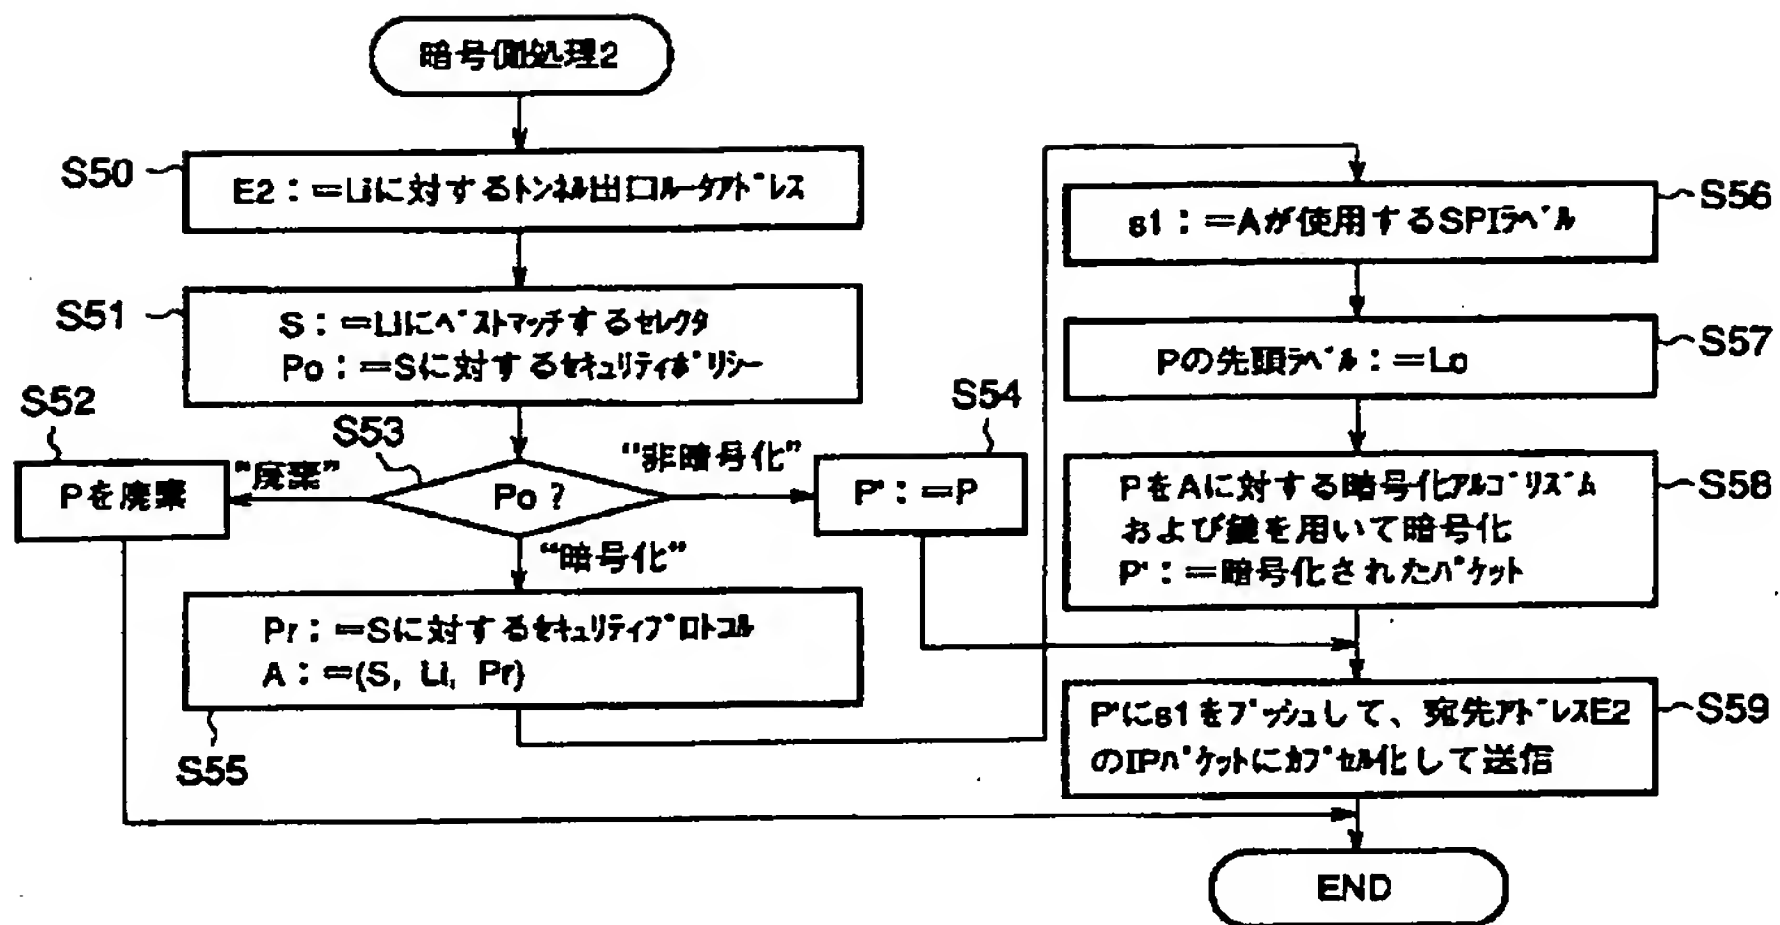 暗号側処理2
S50
E2：＝Liに対するトンネル出口ルータアドレス
S51
S：＝Liにベストマッチするセレクタ
Po：＝Sに対するセキュリティポリシー
S52
Pを廃棄
"廃棄"
S53
Po？
"非暗号化"
S54
P'：＝P
"暗号化"
Pr：＝Sに対するセキュリティプロトコル
A：＝(S, Li, Pr)
S55
s1：＝Aが使用するSPIラベル
S56
Pの先頭ラベル：＝Lo
S57
PをAに対する暗号化アルゴリズム
および鍵を用いて暗号化
P'：＝暗号化されたパケット
S58
P'にs1をプッシュして、宛先アドレスE2
のIPパケットにカプセル化して送信
S59
END